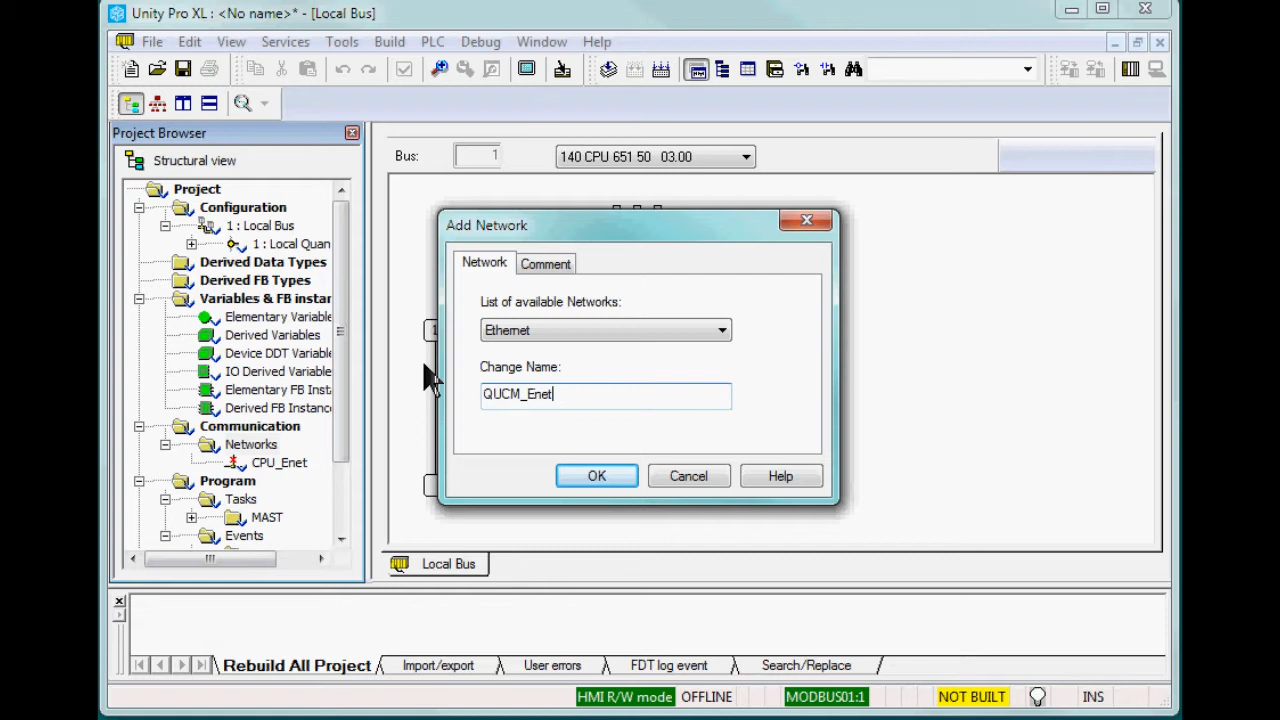 Unity Pro XL : <No name>* - [Local Bus]
File Edit View Services Tools Build PLC Debug Window Help
Project Browser
Structural view
Bus: 1 140 CPU 651 50 03.00
Project
Configuration
1 : Local Bus
1 : Local Quan
Derived Data Types
Derived FB Types
Variables & FB instar
Elementary Variable
Derived Variables
Device DDT Variabl
IO Derived Variable
Elementary FB Inst
Derived FB Instanc
Communication
Networks
CPU_Enet
Program
Tasks
MAST
Events
Add Network
Network Comment
List of available Networks:
Ethernet
Change Name:
QUCM_Enet
OK Cancel Help
1
Local Bus
Rebuild All Project Import/export User errors FDT log event Search/Replace
HMI R/W mode OFFLINE MODBUS01:1 NOT BUILT INS